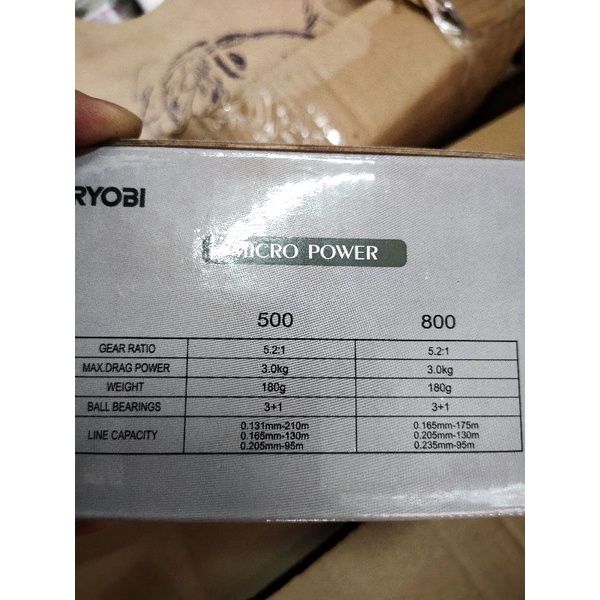 RYOBI
MICRO POWER
500 800
GEAR RATIO 5.2:1 5.2:1
MAX.DRAG POWER 3.0kg 3.0kg
WEIGHT 180g 180g
BALL BEARINGS 3+1 3+1
LINE CAPACITY 0.131mm-210m 0.165mm-175m
0.165mm-130m 0.205mm-130m
0.205mm-95m 0.235mm-95m